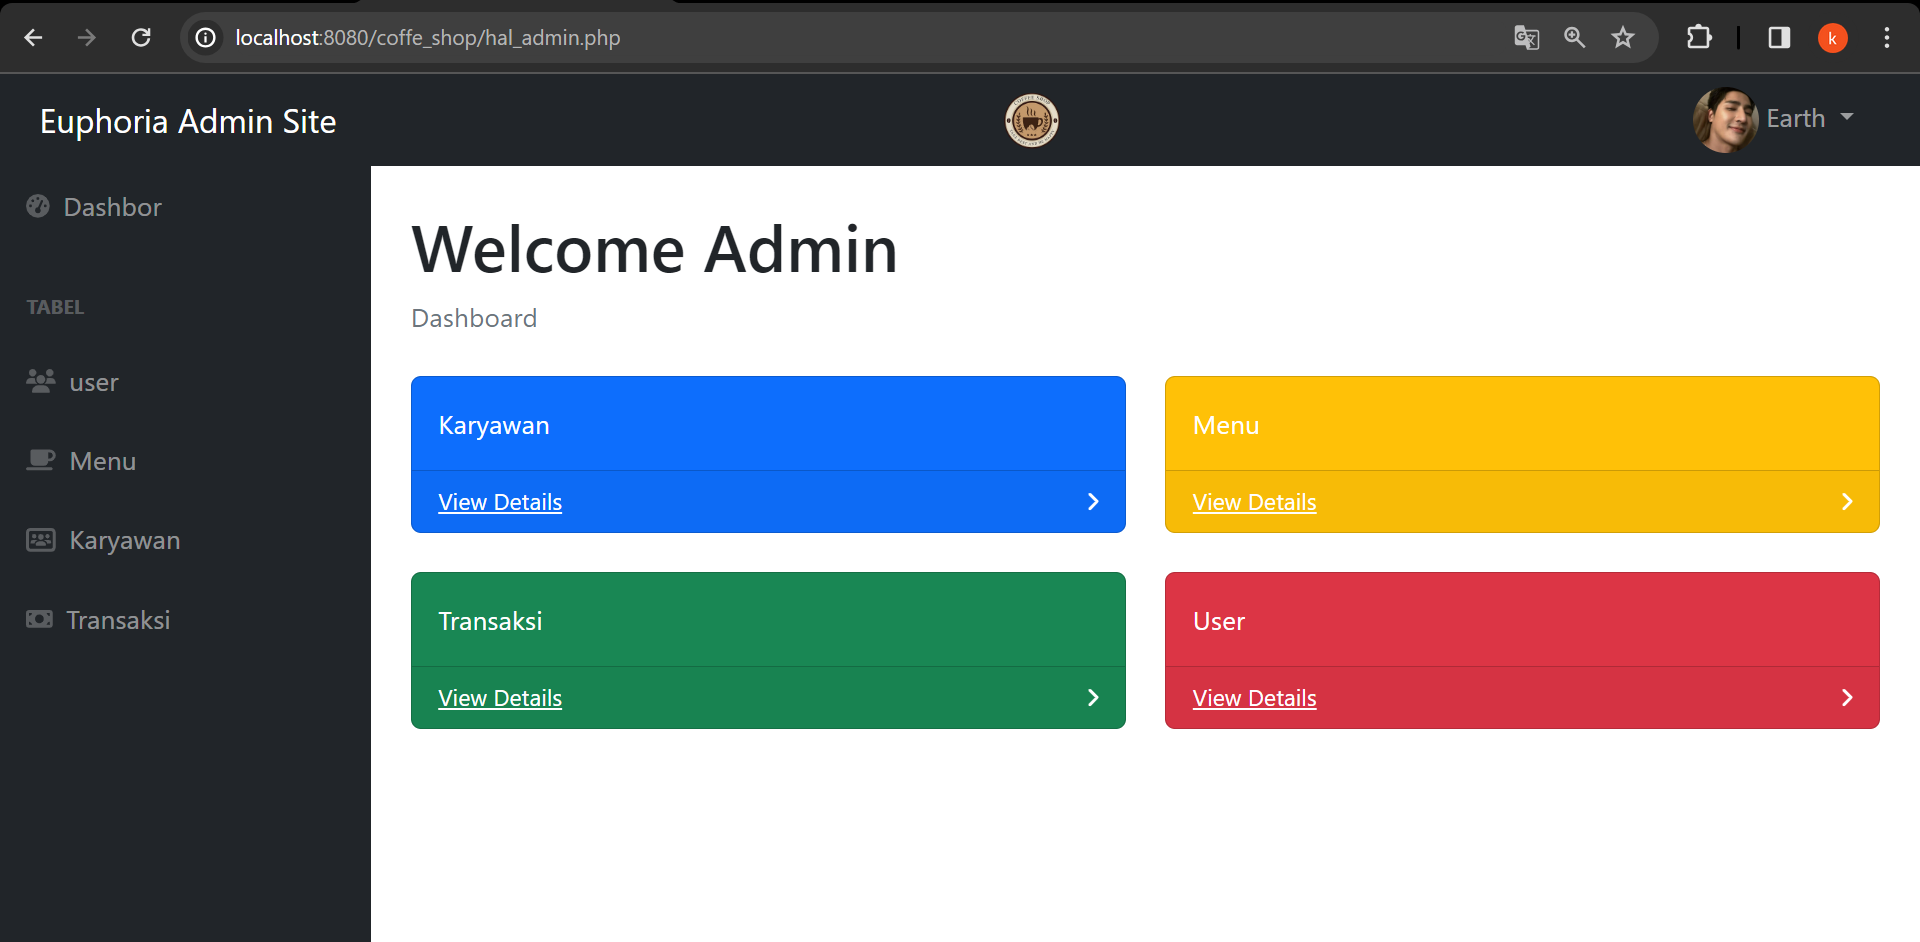 localhost:8080/coffe_shop/hal_admin.php
k
Euphoria Admin Site
Earth
Dashbor
TABEL
user
Menu
Karyawan
Transaksi
Welcome Admin
Dashboard
Karyawan
View Details
Menu
View Details
Transaksi
View Details
User
View Details